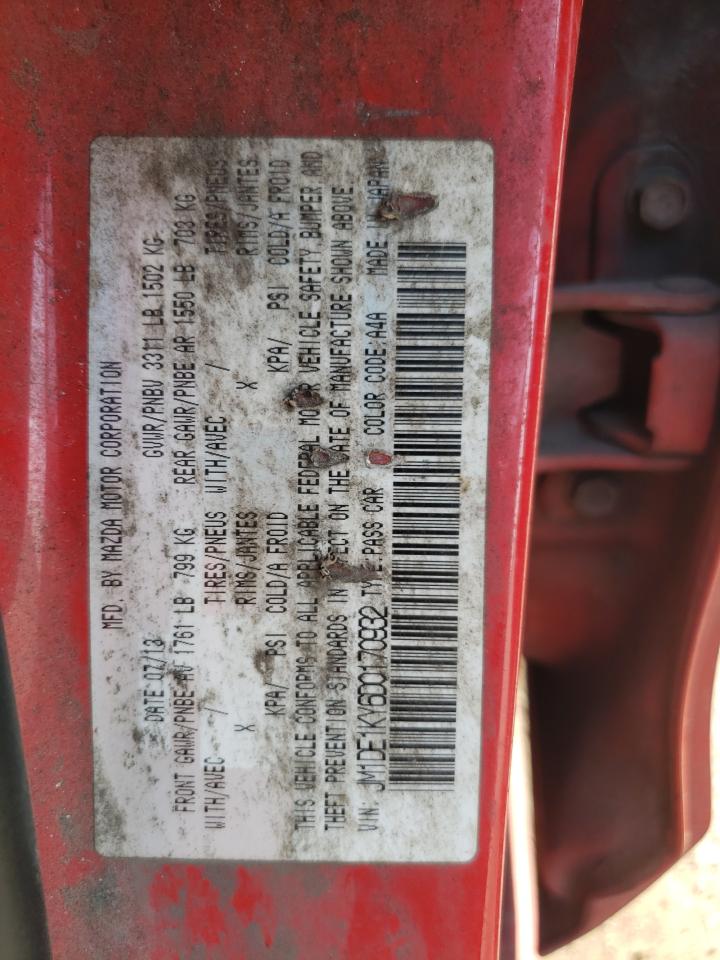 MFD. BY MAZDA MOTOR CORPORATION
DATE 07/13 GVWR/PNBV 3311 LB 1502 KG
FRONT GAWR/PNBE AV 1761 LB 799 KG REAR GAWR/PNBE AR 1550 LB 703 KG
WITH/AVEC / TIRES/PNEUS WITH/AVEC / TIRES/PNEUS
X RIMS/JANTES X RIMS/JANTES
KPA/ PSI COLD/A FROID KPA/ PSI COLD/A FROID
THIS VEHICLE CONFORMS TO ALL APPLICABLE FEDERAL MOTOR VEHICLE SAFETY BUMPER AND
THEFT PREVENTION STANDARDS IN EFFECT ON THE DATE OF MANUFACTURE SHOWN ABOVE.
VIN: JM1DE1KY6D0170932 TYPE:PASS CAR COLOR CODE:A4A MADE IN JAPAN